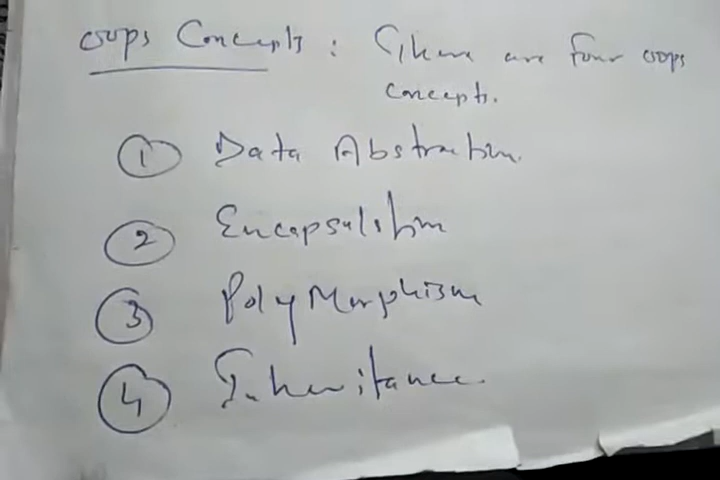 oops Concepts : There are four oops
concepts.
① Data Abstraction.
② Encapsulation
③ PolyMorphism
④ Inheritance.